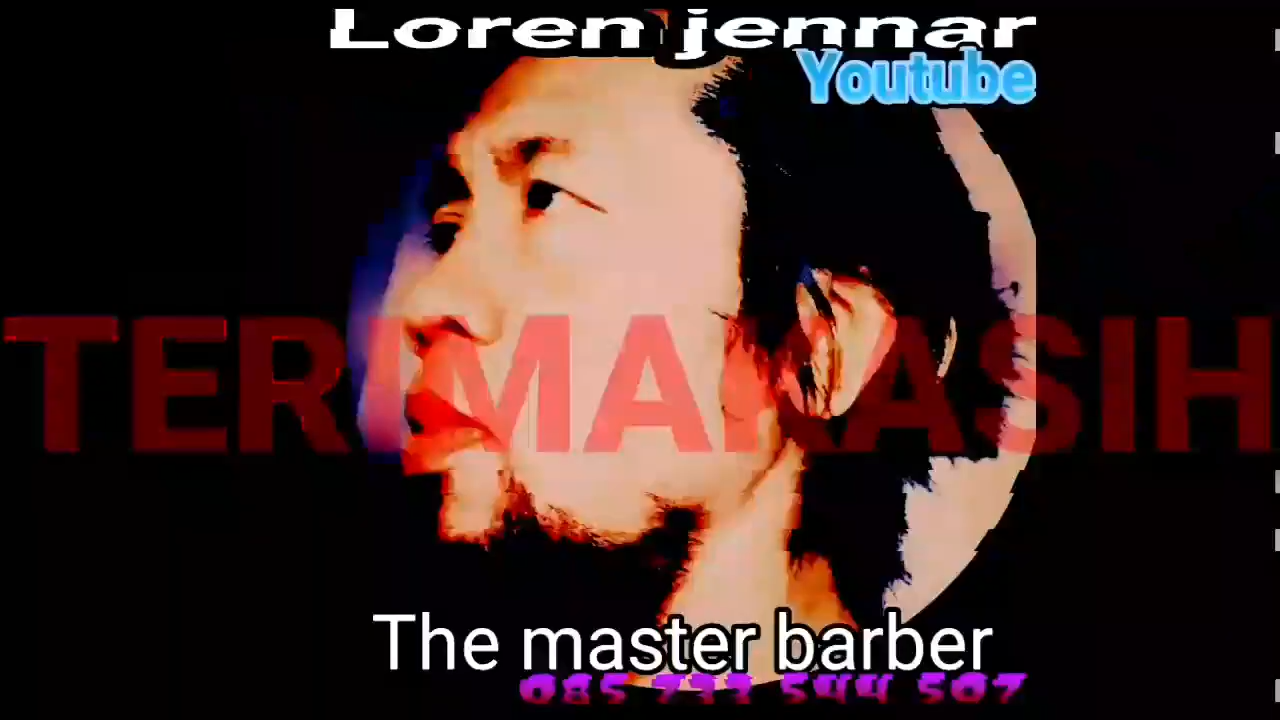 Loren jennar
Youtube
TERIMAKASIH
The master barber
085 733 544 507